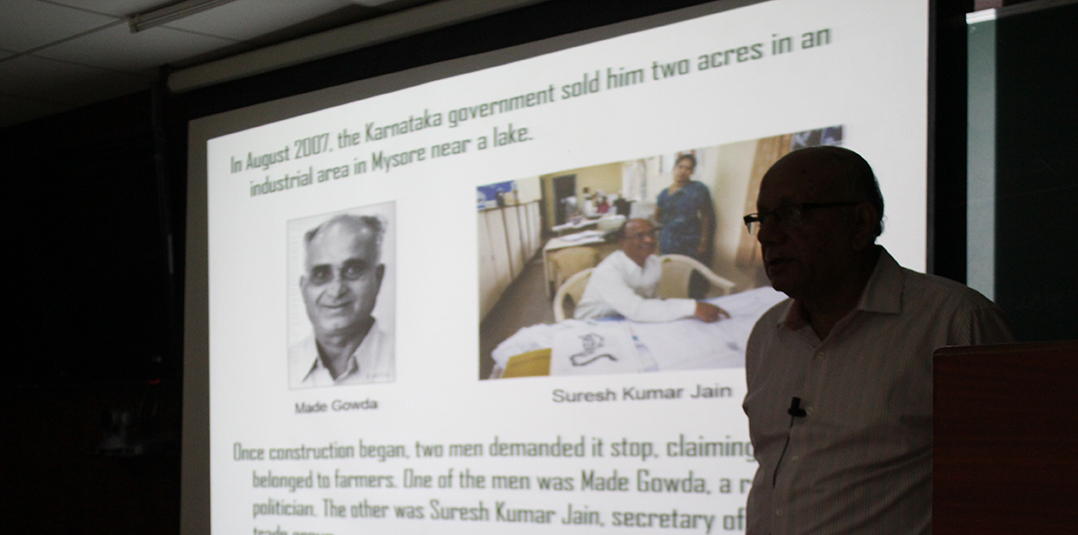 In August 2007, the Karnataka government sold him two acres in an
industrial area in Mysore near a lake.
Made Gowda
Suresh Kumar Jain
Once construction began, two men demanded it stop, claiming
belonged to farmers. One of the men was Made Gowda, a r
politician. The other was Suresh Kumar Jain, secretary of
trade